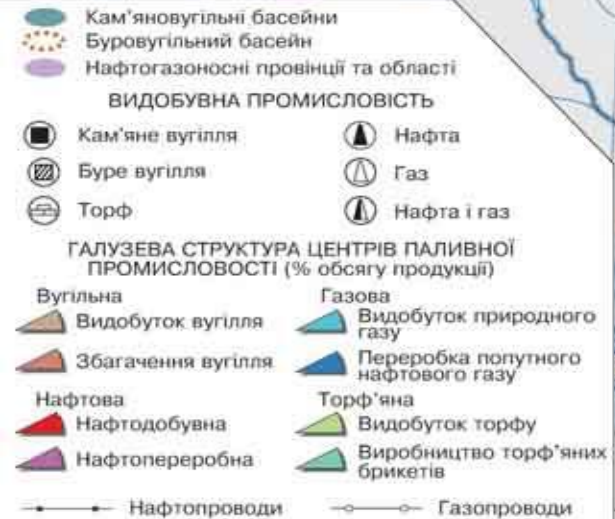 Кам'яновугільні басейни
Буровугільний басейн
Нафтогазоносні провінції та області
ВИДОБУВНА ПРОМИСЛОВІСТЬ
Кам'яне вугілля
Нафта
Буре вугілля
Газ
Торф
Нафта і газ
ГАЛУЗЕВА СТРУКТУРА ЦЕНТРІВ ПАЛИВНОЇ
ПРОМИСЛОВОСТІ (% обсягу продукції)
Вугільна
Видобуток вугілля
Збагачення вугілля
Газова
Видобуток природного
газу
Переробка попутного
нафтового газу
Нафтова
Нафтодобувна
Нафтопереробна
Торф'яна
Видобуток торфу
Виробництво торф'яних
брикетів
Нафтопроводи
Газопроводи